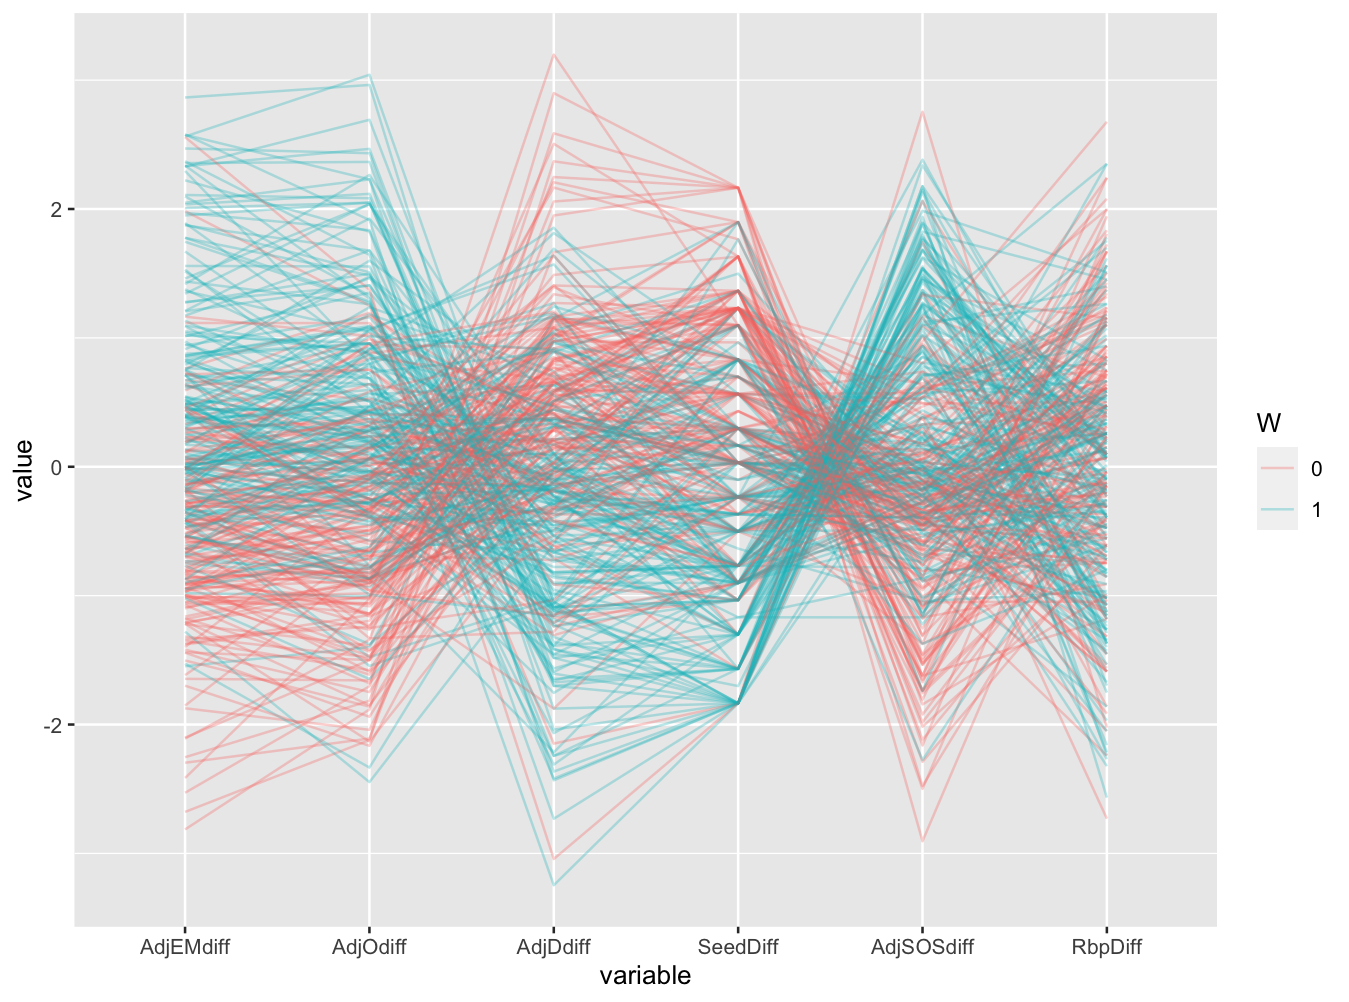 value
2
0
-2
AdjEMdiff
AdjOdiff
AdjDdiff
SeedDiff
AdjSOSdiff
RbpDiff
variable
W
0
1